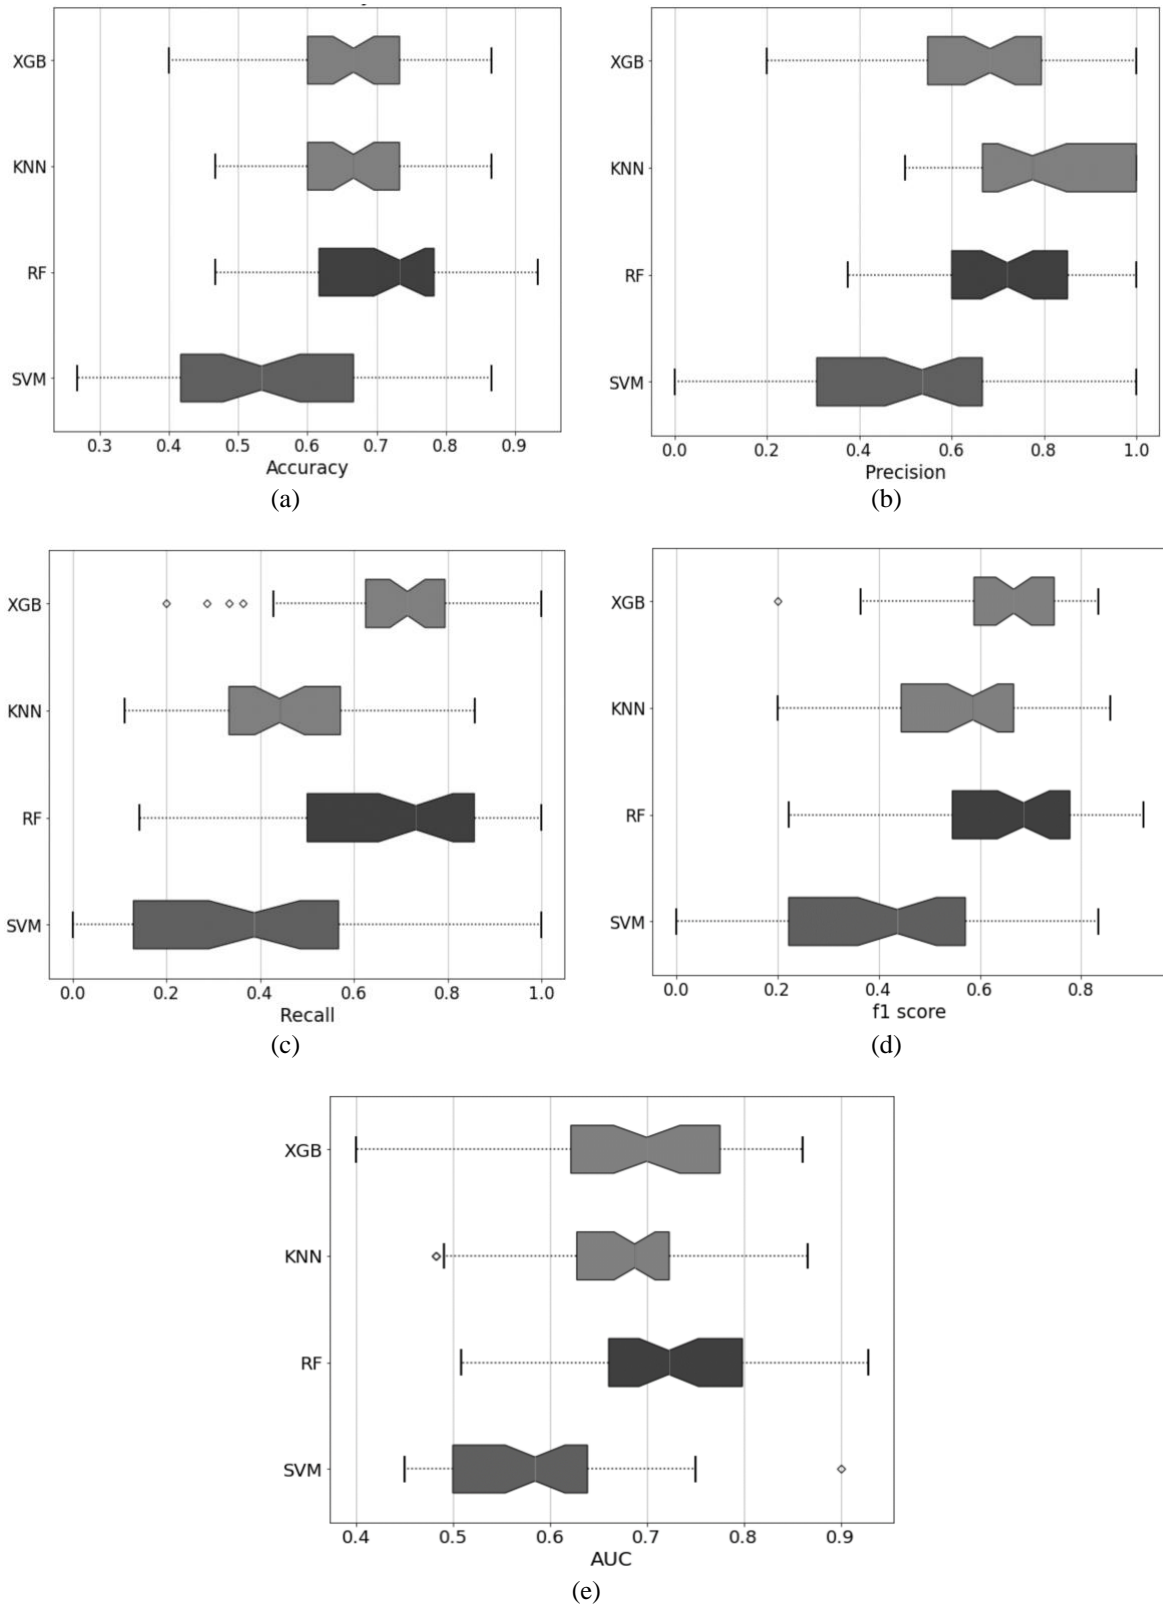 XGB
KNN
RF
SVM
0.3 0.4 0.5 0.6 0.7 0.8 0.9
Accuracy
(a)
XGB
KNN
RF
SVM
0.0 0.2 0.4 0.6 0.8 1.0
Precision
(b)
XGB
KNN
RF
SVM
0.0 0.2 0.4 0.6 0.8 1.0
Recall
(c)
XGB
KNN
RF
SVM
0.0 0.2 0.4 0.6 0.8
f1 score
(d)
XGB
KNN
RF
SVM
0.4 0.5 0.6 0.7 0.8 0.9
AUC
(e)